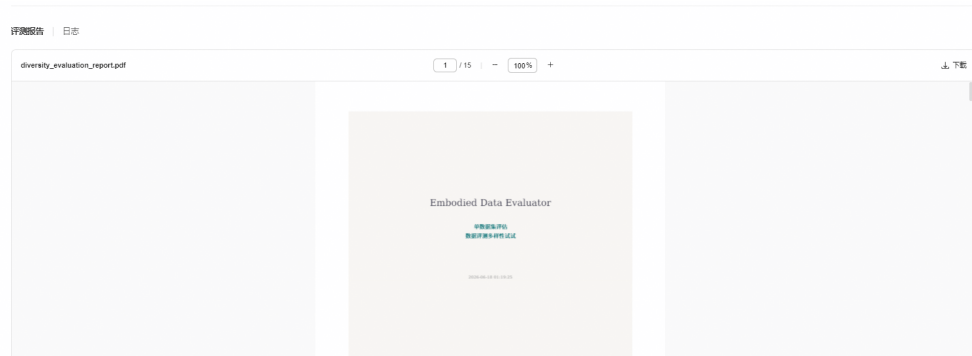 评测报告 日志
diversity_evaluation_report.pdf 1 / 15 − 100% + 下载
Embodied Data Evaluator
单数据集评估
数据评测多样性试试